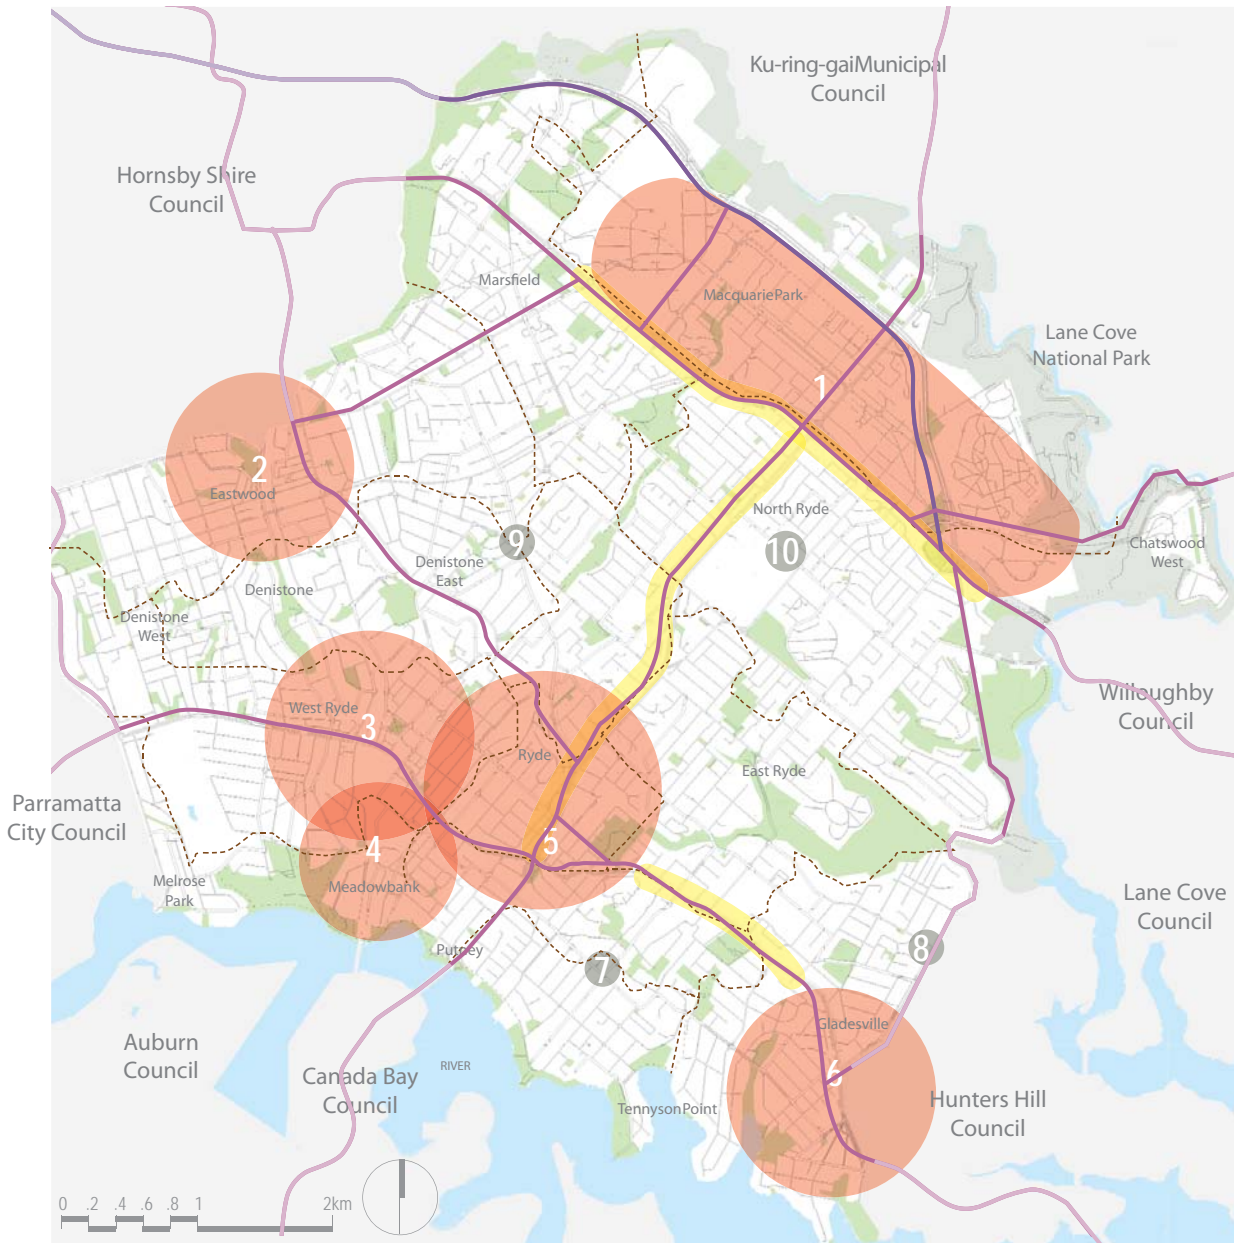 Ku-ring-gaiMunicipal
Council
Hornsby Shire
Council
Marsfield
MacquariePark
Lane Cove
National Park
1
2
Eastwood
North Ryde
9
10
Chatswood
West
Denistone
East
Denistone
Denistone
West
West Ryde
3
Willoughby
Council
Ryde
East Ryde
Parramatta
City Council
5
4
Meadowbank
Melrose
Park
Lane Cove
Council
Putney
7
8
Gladesville
Auburn
Council
Canada Bay
Council
RIVER
6
TennysonPoint
Hunters Hill
Council
0 .2 .4 .6 .8 1 2km